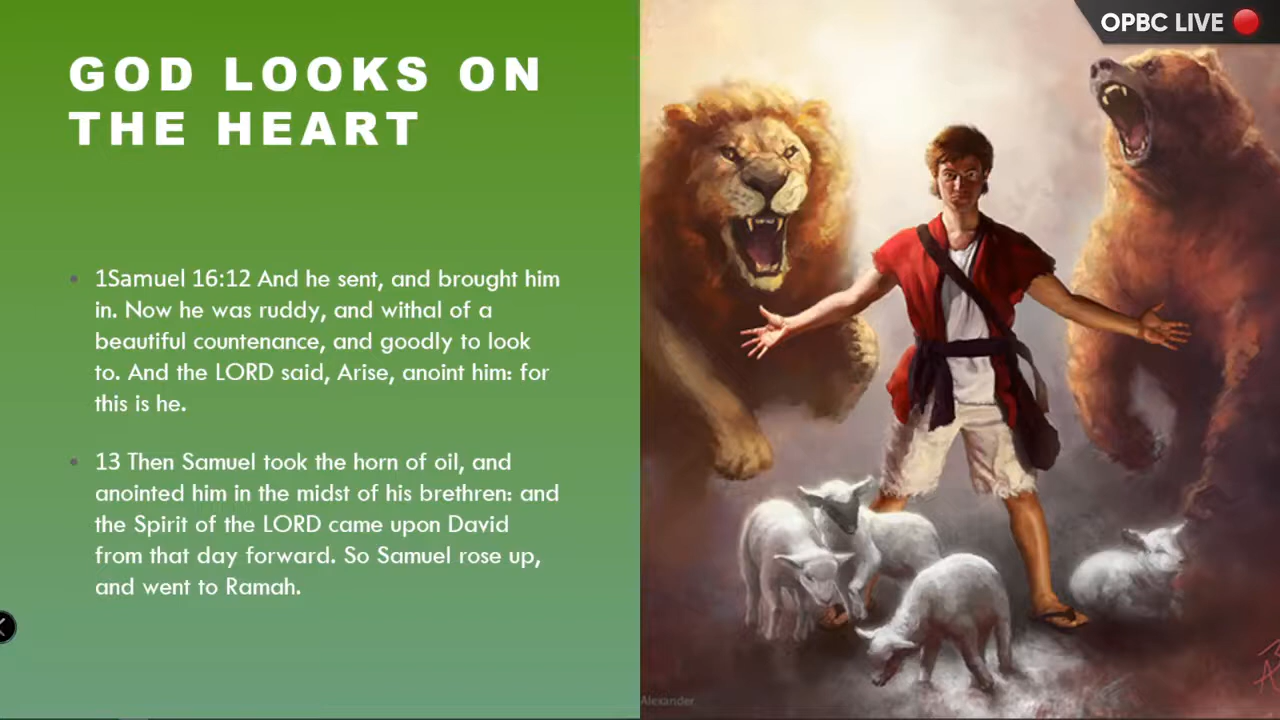 OPBC LIVE
GOD LOOKS ON
THE HEART
• 1Samuel 16:12 And he sent, and brought him
in. Now he was ruddy, and withal of a
beautiful countenance, and goodly to look
to. And the LORD said, Arise, anoint him: for
this is he.
• 13 Then Samuel took the horn of oil, and
anointed him in the midst of his brethren: and
the Spirit of the LORD came upon David
from that day forward. So Samuel rose up,
and went to Ramah.
Alexander